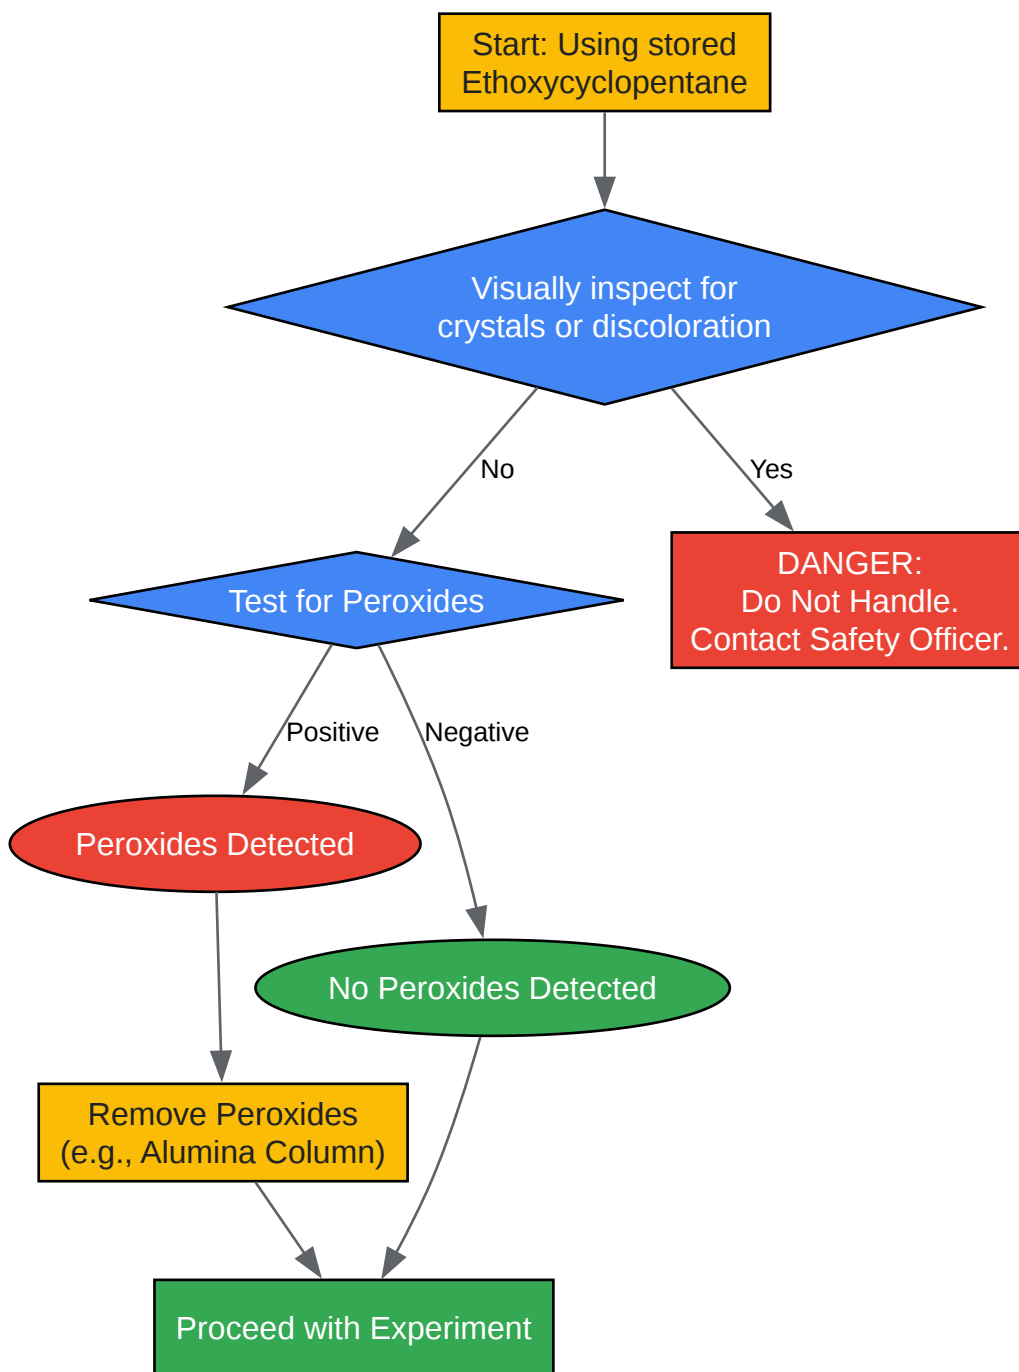 Start: Using stored
Ethoxycyclopentane
Visually inspect for
crystals or discoloration
No
Yes
DANGER:
Do Not Handle.
Contact Safety Officer.
Test for Peroxides
Positive
Negative
Peroxides Detected
No Peroxides Detected
Remove Peroxides
(e.g., Alumina Column)
Proceed with Experiment